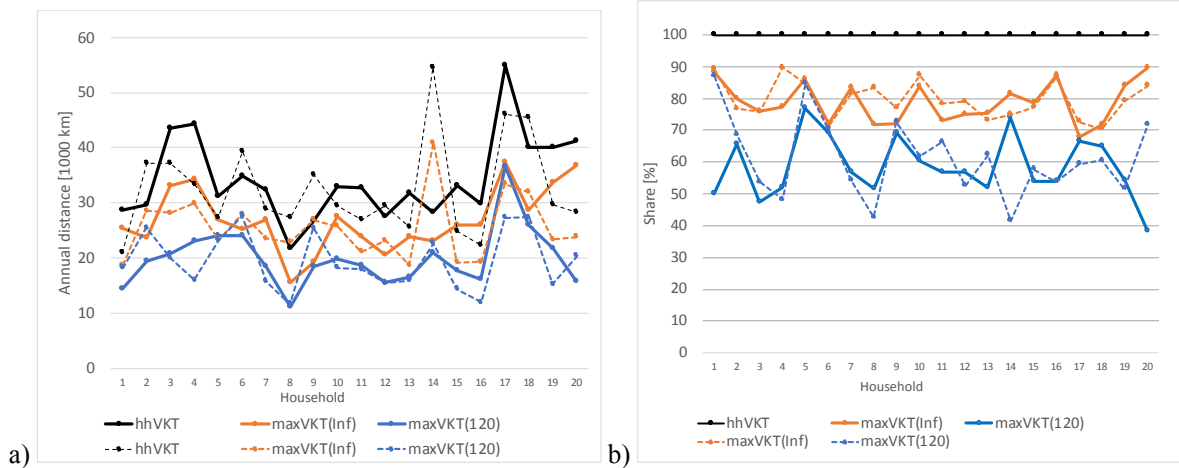 60
50
40
30
20
10
0
Annual distance [1000 km]
1 2 3 4 5 6 7 8 9 10 11 12 13 14 15 16 17 18 19 20
Household
hhVKT maxVKT(Inf) maxVKT(120)
hhVKT maxVKT(Inf) maxVKT(120)
a)
100
90
80
70
60
50
40
30
20
10
0
Share [%]
1 2 3 4 5 6 7 8 9 10 11 12 13 14 15 16 17 18 19 20
Household
hhVKT maxVKT(Inf) maxVKT(120)
maxVKT(Inf) maxVKT(120)
b)